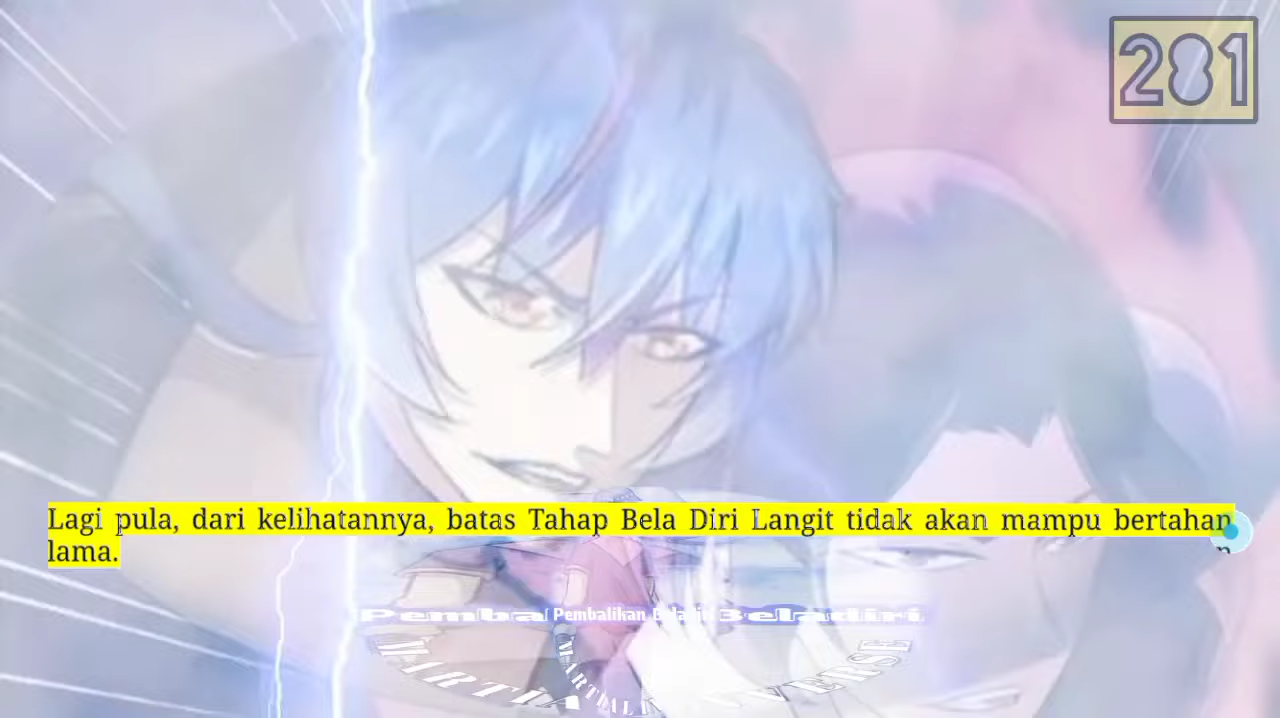 281
Lagi pula, dari kelihatannya, batas Tahap Bela Diri Langit tidak akan mampu bertahan
lama.
Pembalikan